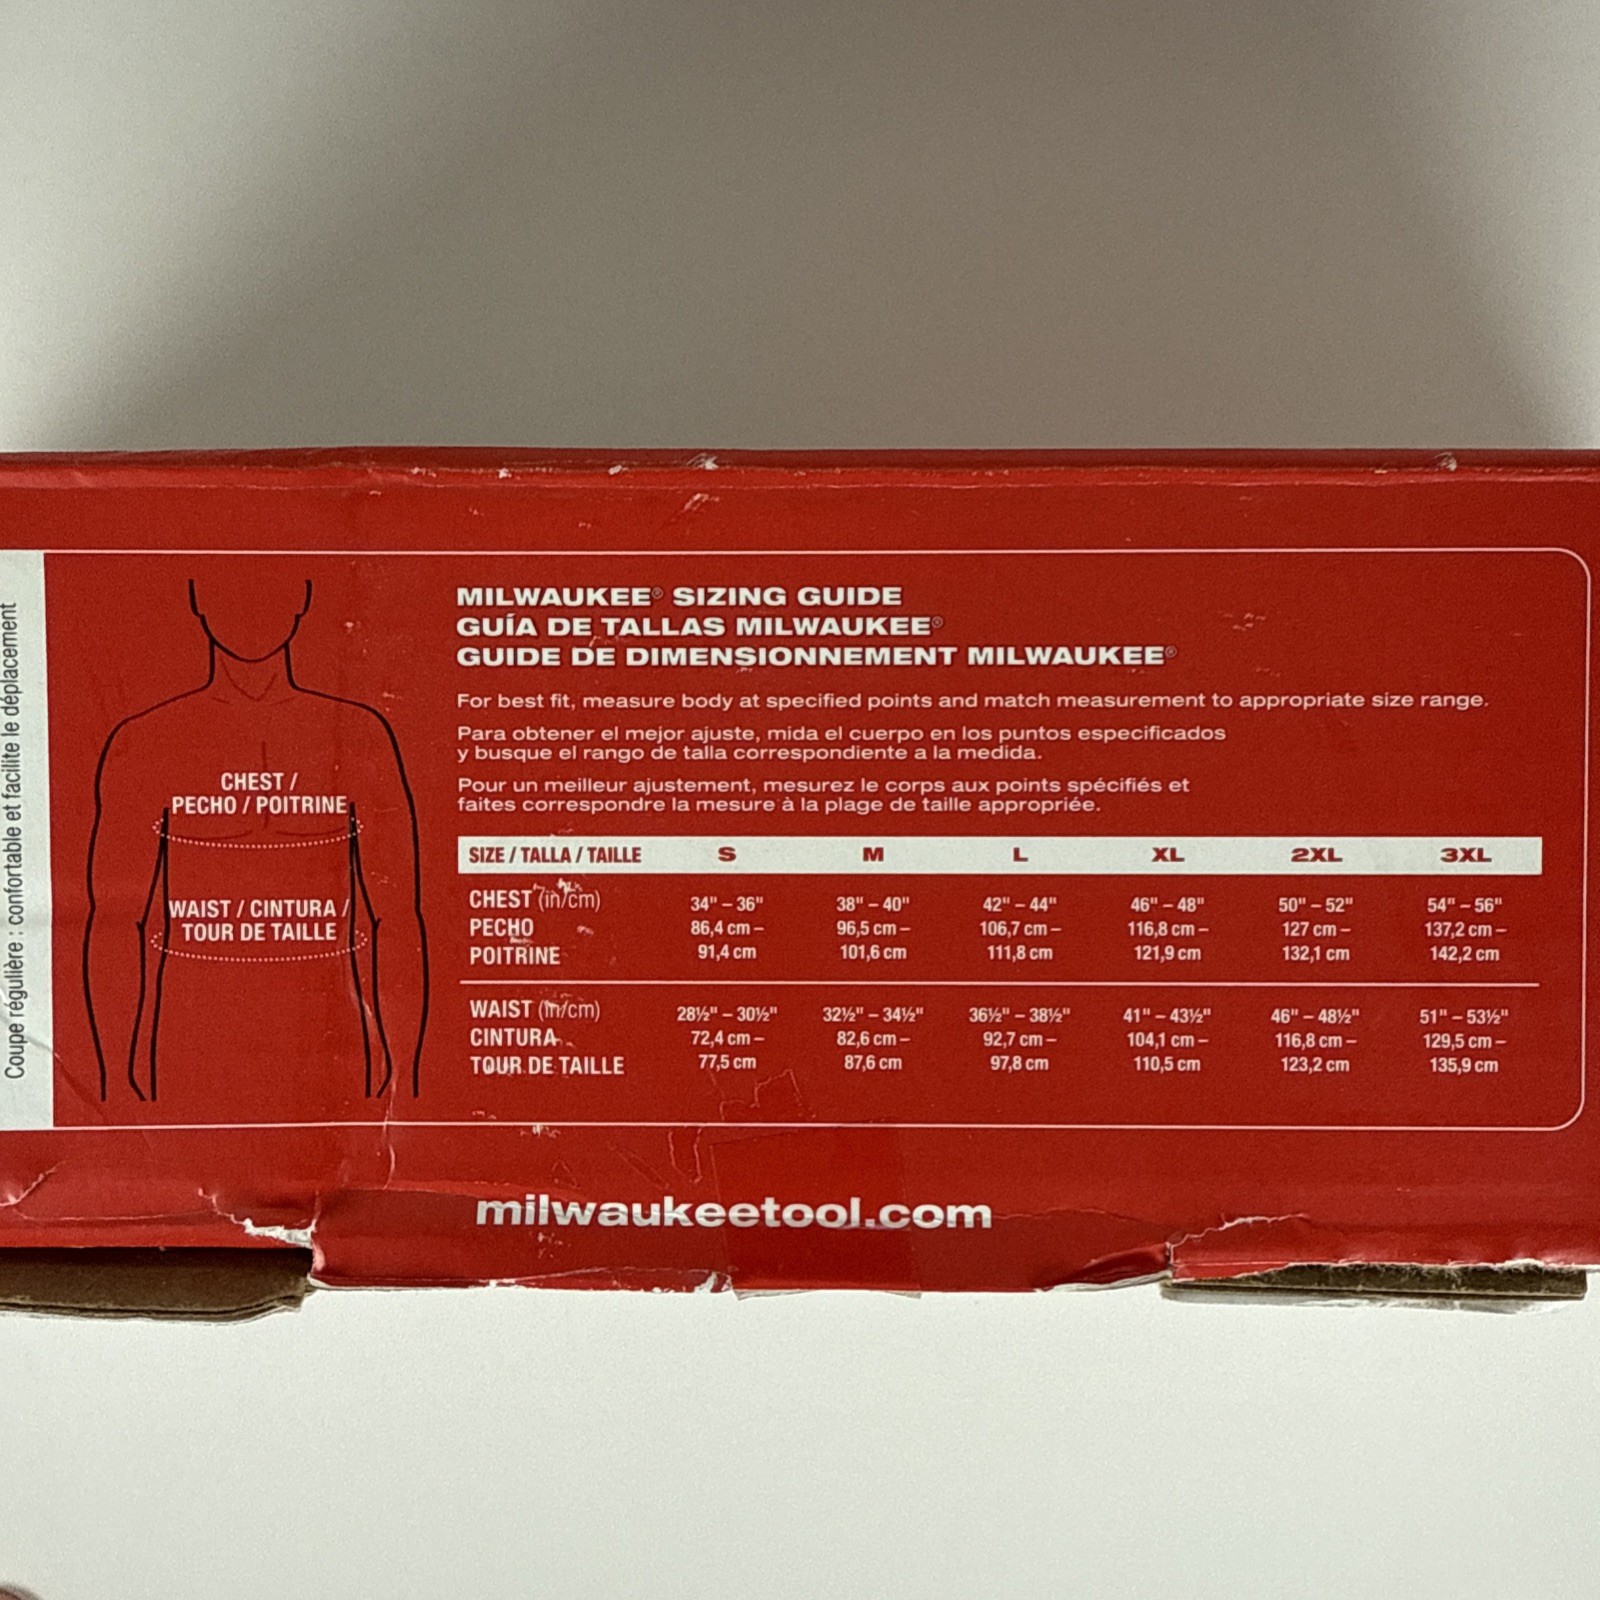 Coupe régulière : confortable et facilite le déplacement
CHEST /
PECHO / POITRINE
WAIST / CINTURA /
TOUR DE TAILLE
MILWAUKEE® SIZING GUIDE
GUÍA DE TALLAS MILWAUKEE®
GUIDE DE DIMENSIONNEMENT MILWAUKEE®
For best fit, measure body at specified points and match measurement to appropriate size range.
Para obtener el mejor ajuste, mida el cuerpo en los puntos especificados
y busque el rango de talla correspondiente a la medida.
Pour un meilleur ajustement, mesurez le corps aux points spécifiés et
faites correspondre la mesure à la plage de taille appropriée.
SIZE / TALLA / TAILLE S M L XL 2XL 3XL
CHEST (in/cm) 34" – 36" 38" – 40" 42" – 44" 46" – 48" 50" – 52" 54" – 56"
PECHO 86,4 cm – 96,5 cm – 106,7 cm – 116,8 cm – 127 cm – 137,2 cm –
POITRINE 91,4 cm 101,6 cm 111,8 cm 121,9 cm 132,1 cm 142,2 cm
WAIST (in/cm) 28½" – 30½" 32½" – 34½" 36½" – 38½" 41" – 43½" 46" – 48½" 51" – 53½"
CINTURA 72,4 cm – 82,6 cm – 92,7 cm – 104,1 cm – 116,8 cm – 129,5 cm –
TOUR DE TAILLE 77,5 cm 87,6 cm 97,8 cm 110,5 cm 123,2 cm 135,9 cm
milwaukeetool.com